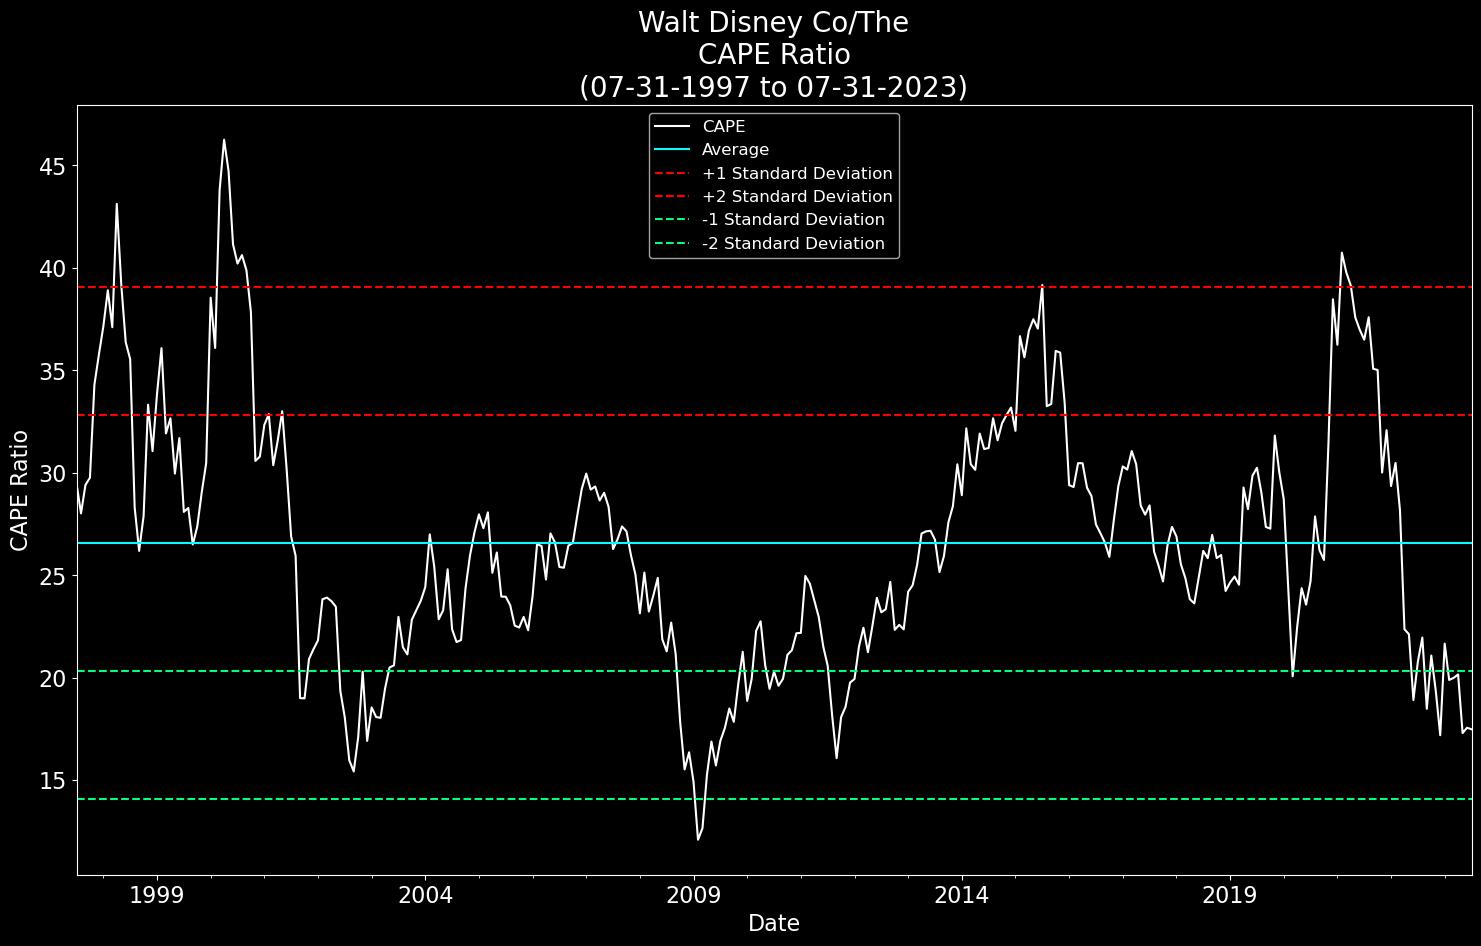 Walt Disney Co/The
CAPE Ratio
(07-31-1997 to 07-31-2023)
CAPE
Average
+1 Standard Deviation
+2 Standard Deviation
-1 Standard Deviation
-2 Standard Deviation
45
40
35
30
25
20
15
CAPE Ratio
1999
2004
2009
2014
2019
Date